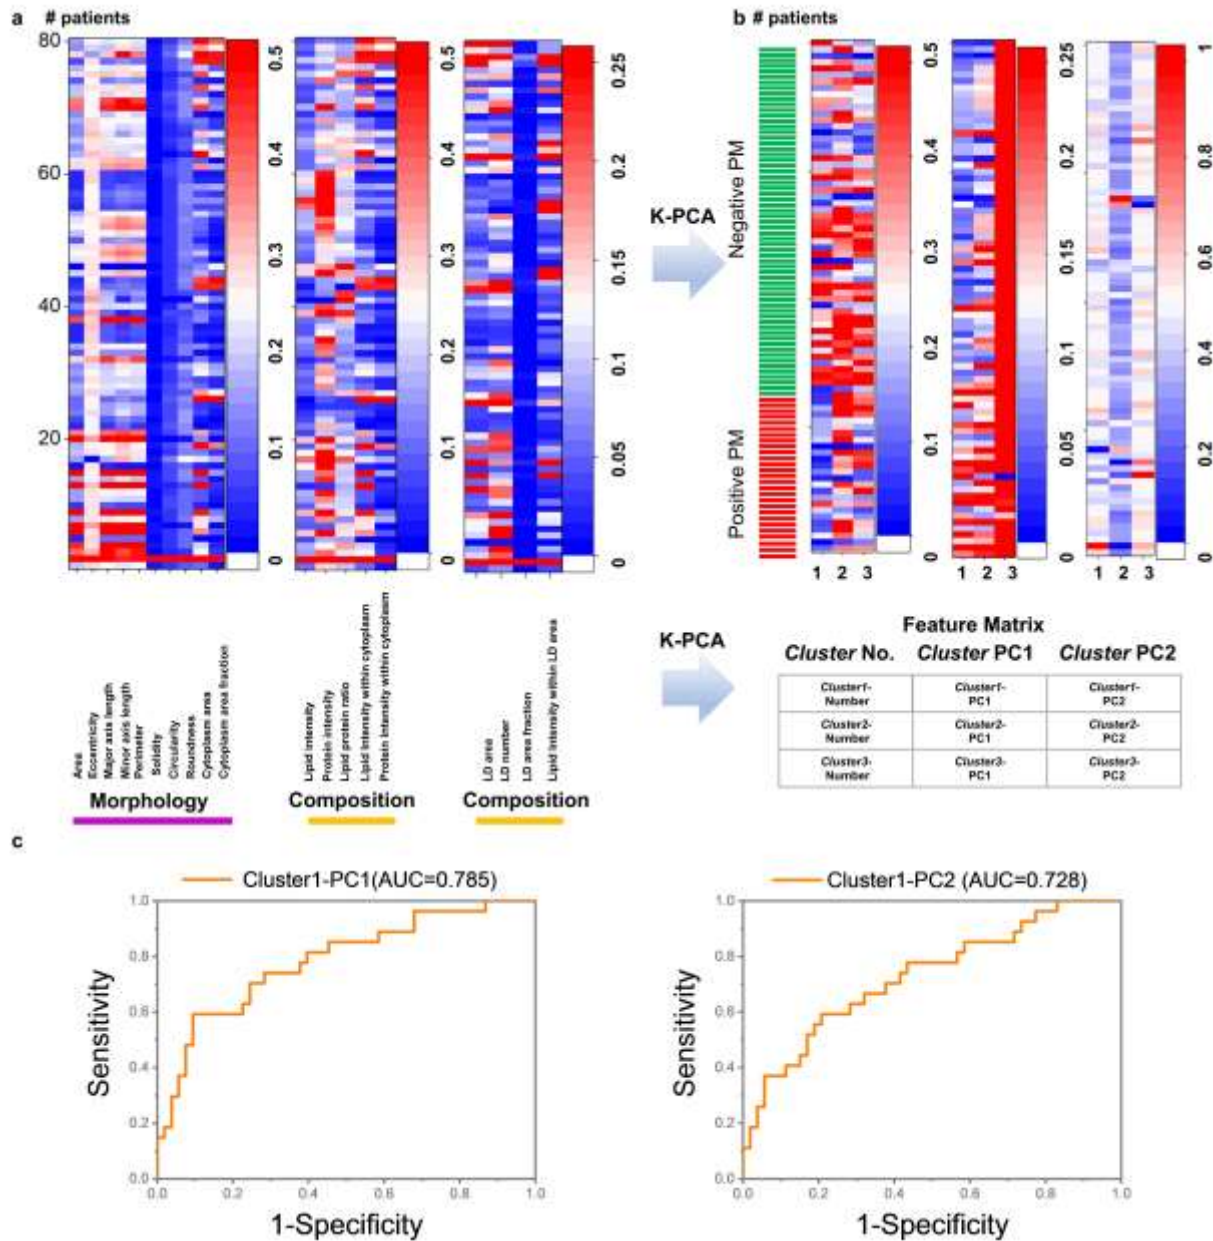 a # patients
80
60
40
20
0.5
0.4
0.3
0.2
0.1
0
0.5
0.4
0.3
0.2
0.1
0
0.25
0.2
0.15
0.1
0.05
0
Area
Eccentricity
Major axis length
Minor axis length
Perimeter
Solidity
Circularity
Roundness
Cytoplasm area
Cytoplasm area fraction
Morphology
Lipid intensity
Protein intensity
Lipid protein ratio
Lipid Intensity within cytoplasm
Protein Intensity within cytoplasm
Composition
LD area
LD number
LD area fraction
Lipid Intensity within LD area
Composition
K-PCA
K-PCA
b # patients
Negative PM
Positive PM
0.5
0.4
0.3
0.2
0.1
0
0.25
0.2
0.15
0.1
0.05
0
1
0.8
0.6
0.4
0.2
0
1 2 3
1 2 3
1 2 3
Feature Matrix
Cluster No. Cluster PC1 Cluster PC2
Cluster1-Number Cluster1-PC1 Cluster1-PC2
Cluster2-Number Cluster2-PC1 Cluster2-PC2
Cluster3-Number Cluster3-PC1 Cluster3-PC2
c
Cluster1-PC1(AUC=0.785)
1.0
0.8
0.6
0.4
0.2
0.0
Sensitivity
0.0 0.2 0.4 0.6 0.8 1.0
1-Specificity
Cluster1-PC2 (AUC=0.728)
1.0
0.8
0.6
0.4
0.2
0.0
Sensitivity
0.0 0.2 0.4 0.6 0.8 1.0
1-Specificity